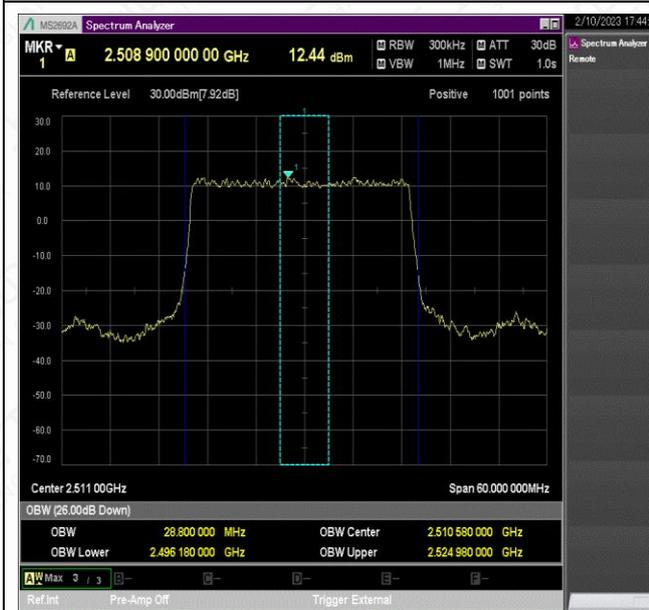 MS2692A Spectrum Analyzer 2/10/2023 17:44:
MKR 1 A 2.508 900 000 00 GHz 12.44 dBm M RBW 300kHz M ATT 30dB
M VBW 1MHz M SWT 1.0s
Spectrum Analyzer
Remote
Reference Level 30.00dBm[7.92dB] Positive 1001 points
1
30.0
20.0
1
10.0
0.0
-10.0
-20.0
-30.0
-40.0
-50.0
-60.0
-70.0
Center 2.511 00GHz Span 60.000 000MHz
OBW (26.00dB Down)
OBW 28.800 000 MHz OBW Center 2.510 580 000 GHz
OBW Lower 2.496 180 000 GHz OBW Upper 2.524 980 000 GHz
A W Max 3 / 3 B- C- D- E- F-
Ref.Int Pre-Amp Off Trigger External